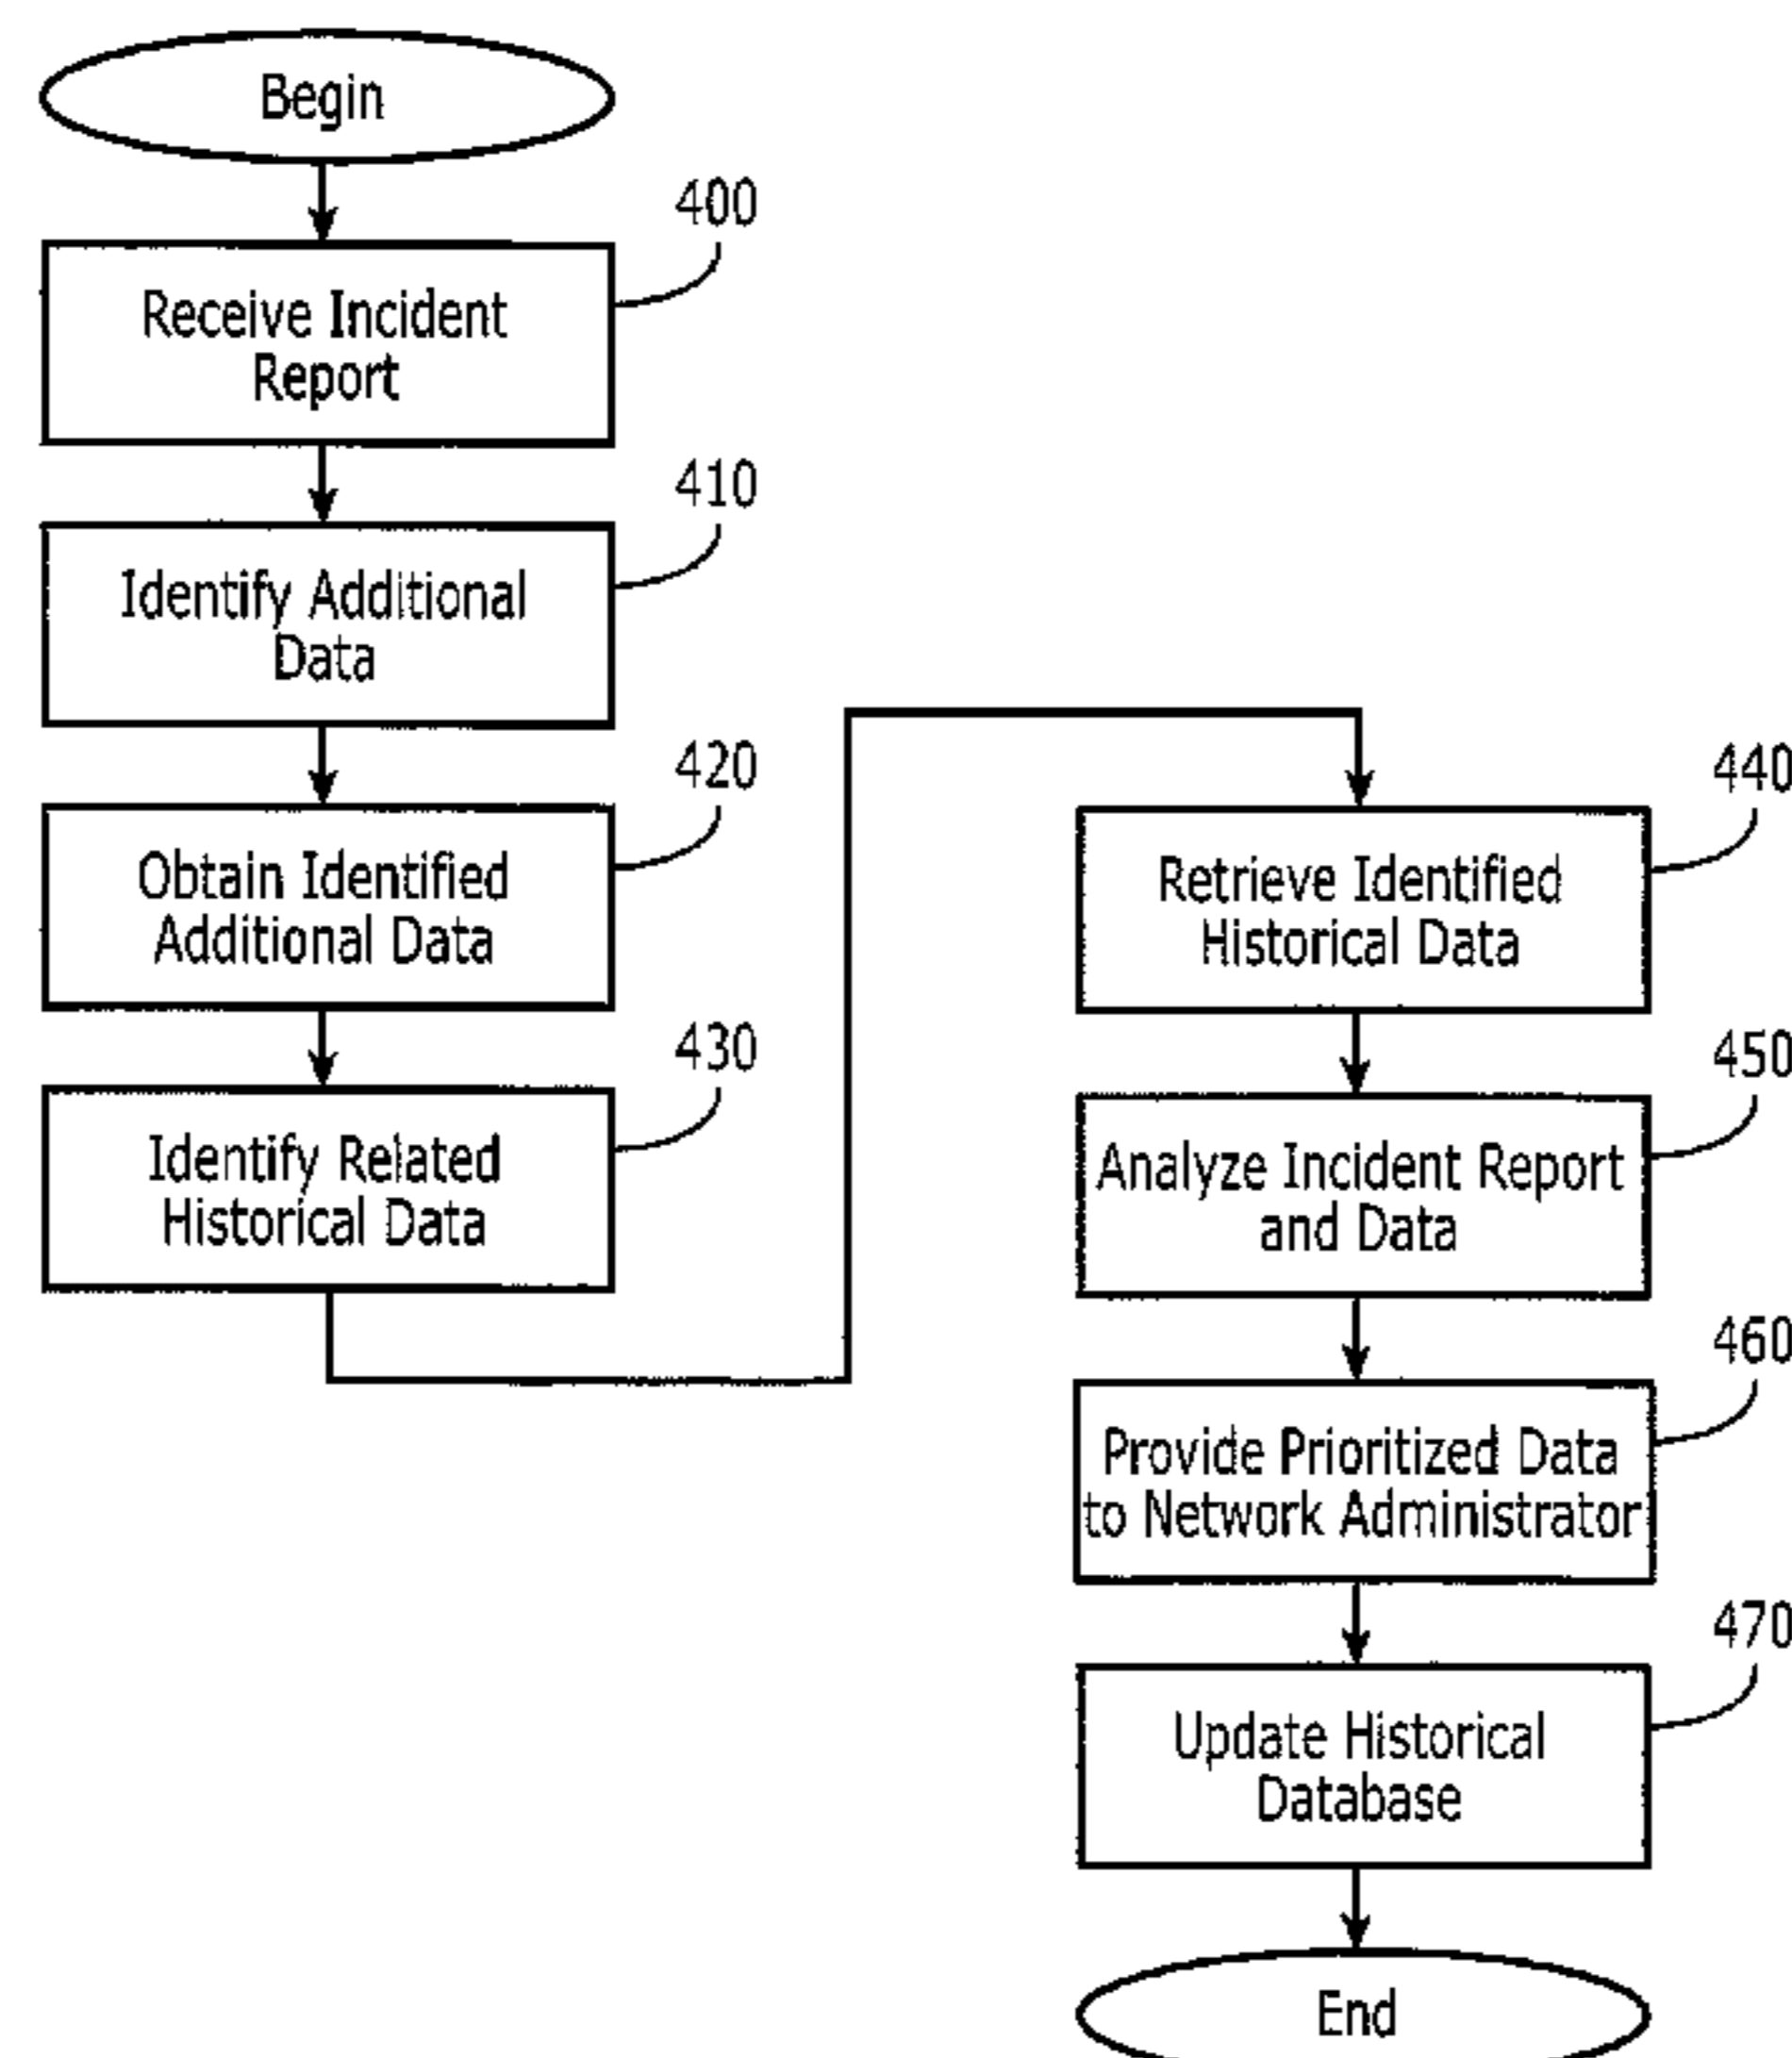 Begin
400
Receive Incident
Report
410
Identify Additional
Data
420
Obtain Identified
Additional Data
430
Identify Related
Historical Data
440
Retrieve Identified
Historical Data
450
Analyze Incident Report
and Data
460
Provide Prioritized Data
to Network Administrator
470
Update Historical
Database
End